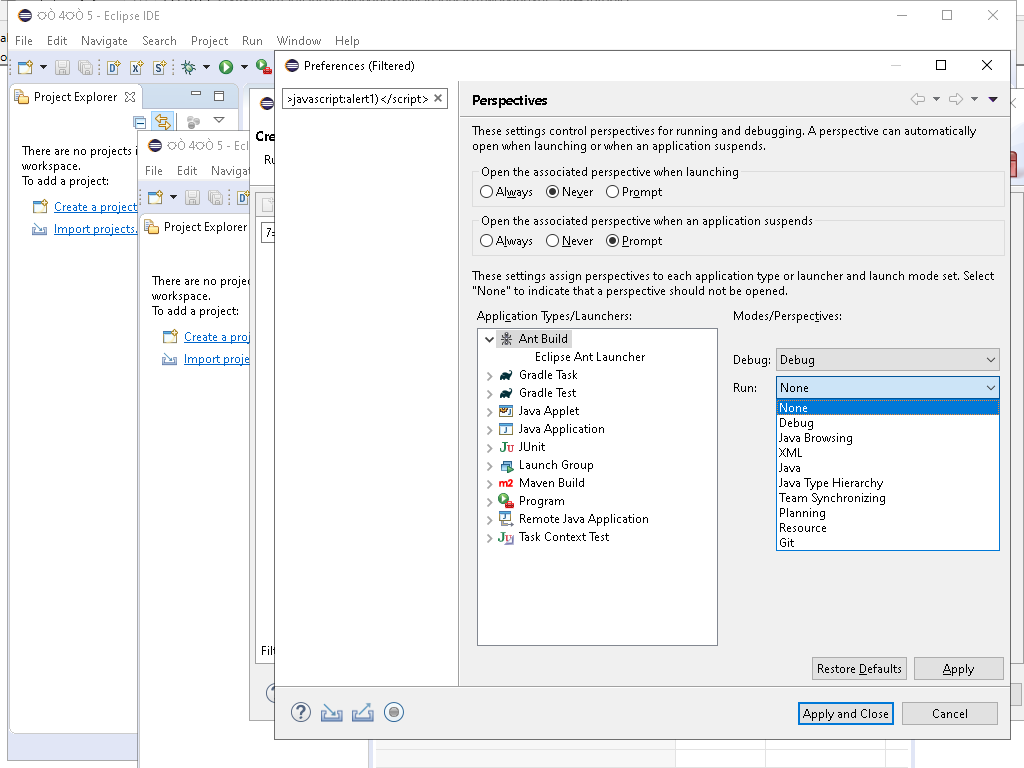 ѺÒ 4ѺÒ 5 - Eclipse IDE
File Edit Navigate Search Project Run Window Help
Project Explorer
There are no projects i
workspace.
To add a project:
Create a project
Import projects.
ѺÒ 4ѺÒ 5 - Ecl
File Edit Naviga
Project Explorer
There are no projec
workspace.
To add a project:
Create a proj
Import proje
Cre
Ru
Filt
Preferences (Filtered)
>javascript:alert1)</script>
Perspectives
These settings control perspectives for running and debugging. A perspective can automatically
open when launching or when an application suspends.
Open the associated perspective when launching
Always Never Prompt
Open the associated perspective when an application suspends
Always Never Prompt
These settings assign perspectives to each application type or launcher and launch mode set. Select
"None" to indicate that a perspective should not be opened.
Application Types/Launchers:
Ant Build
Eclipse Ant Launcher
Gradle Task
Gradle Test
Java Applet
Java Application
JUnit
Launch Group
Maven Build
Program
Remote Java Application
Task Context Test
Modes/Perspectives:
Debug: Debug
Run: None
None
Debug
Java Browsing
XML
Java
Java Type Hierarchy
Team Synchronizing
Planning
Resource
Git
Restore Defaults Apply
Apply and Close Cancel